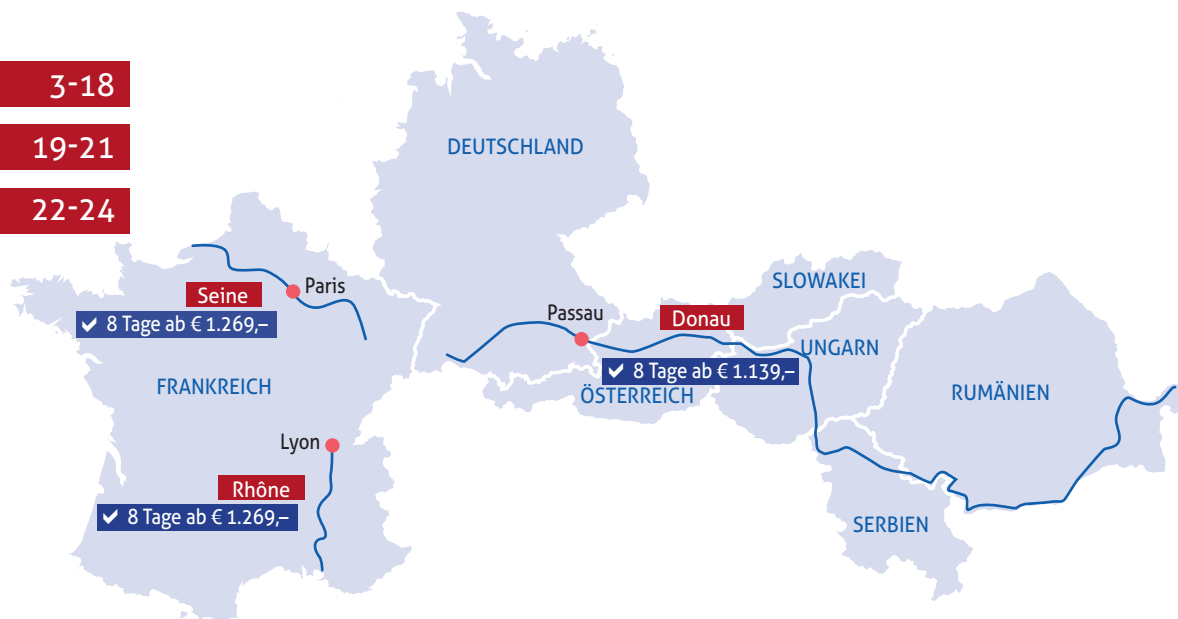 3-18
19-21
22-24
DEUTSCHLAND
SLOWAKEI
Paris
Seine
✔ 8 Tage ab € 1.269,–
Passau
Donau
UNGARN
✔ 8 Tage ab € 1.139,–
FRANKREICH
ÖSTERREICH
RUMÄNIEN
Lyon
Rhône
✔ 8 Tage ab € 1.269,–
SERBIEN